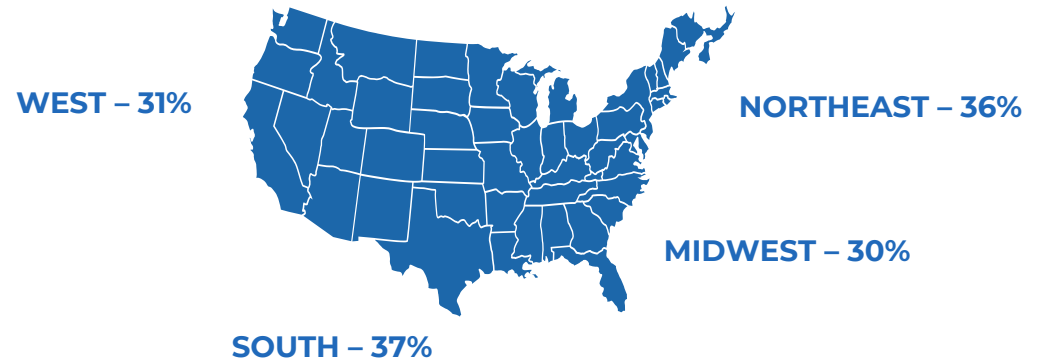 WEST – 31%
NORTHEAST – 36%
MIDWEST – 30%
SOUTH – 37%